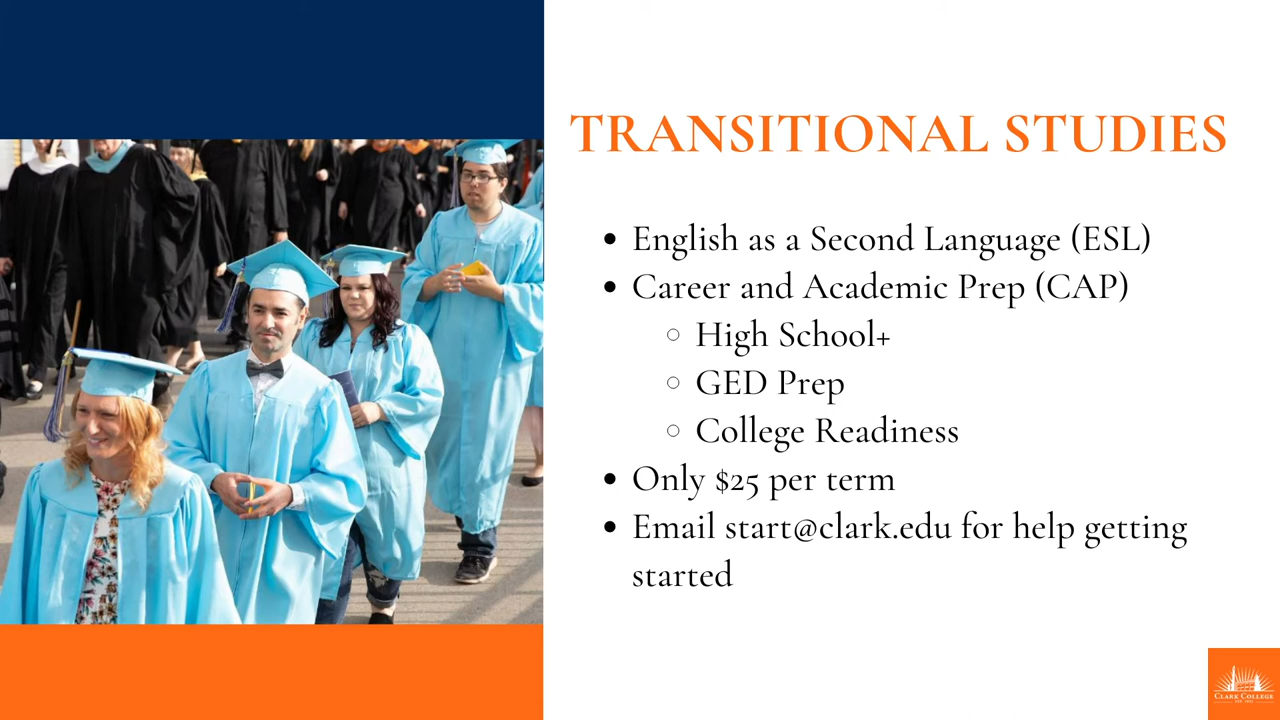 TRANSITIONAL STUDIES
• English as a Second Language (ESL)
• Career and Academic Prep (CAP)
○ High School+
○ GED Prep
○ College Readiness
• Only $25 per term
• Email start@clark.edu for help getting
started
CLARK COLLEGE